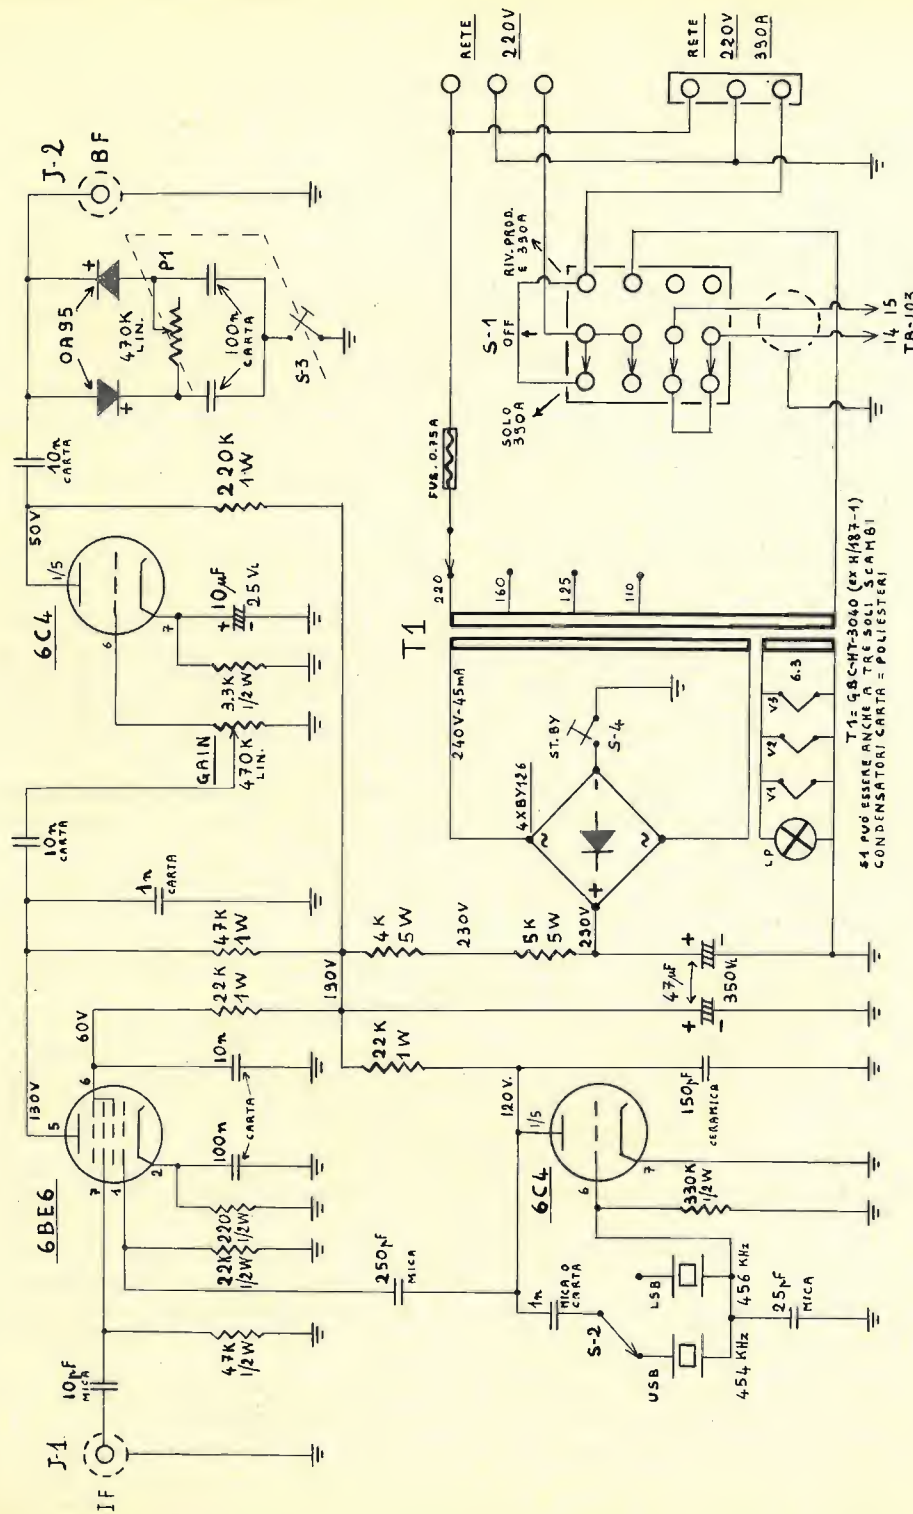 J-1
IF
10pF
MICA
47K
1/2W
6BE6
7
1
2
5
6
130V
60V
22K
1/2W
220
1/2W
100n
10n
CARTA
22K
1W
47K
1W
1n
CARTA
10n
CARTA
GAIN
470K
LIN.
6C4
6
7
1/5
50V
3.3K
1/2W
10µF
25VL
+
-
220K
1W
10n
CARTA
OA95
+
+
470K
LIN.
P1
100n
CARTA
S-3
J-2
BF
250pF
MICA
1n
MICA O
CARTA
S-2
USB
LSB
454 KHz
456 KHz
25pF
MICA
6C4
6
7
1/5
120V.
330K
1/2W
150pF
CERAMICA
22K
1W
190V
4K
5W
230V
5K
5W
230V
47µF
350VL
+
-
+
-
4XBY126
+
-
~
~
ST.BY
S-4
240V-45mA
T1
220
160
125
110
LP
V1
V2
V3
6.3
FUS. 0.75A
S-1
OFF
SOLO
390A
RIV. PROD.
E 390A
RETE
220V
RETE
220V
390A
14
15
TB-103
T1= GBC-HT-3040 (EX H/187-1)
S1 PUÒ ESSERE ANCHE A TRE SOLI SCAMBI
CONDENSATORI CARTA = POLIESTERI